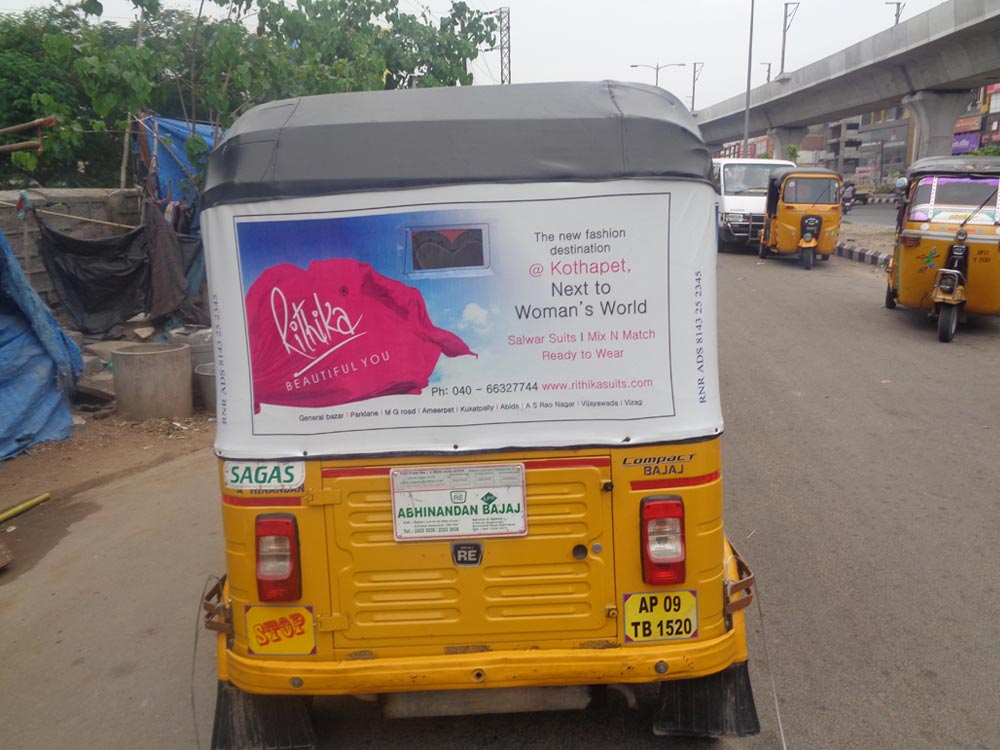 The new fashion
destination
@ Kothapet,
Next to
Woman's World
Salwar Suits | Mix N Match
Ready to Wear
Rithika®
BEAUTIFUL YOU
Ph: 040 - 66327744 www.rithikasuits.com
General bazar | Parklane | M G road | Ameerpet | Kukatpally | Abids | A S Rao Nagar | Vijayawada | Vizag
RNR ADS 8143 25 2345
RNR ADS 8143 25 2345
SAGAS
COMPACT
BAJAJ
RE
ABHINANDAN BAJAJ
BAJAJ
RE
STOP
AP 09
TB 1520